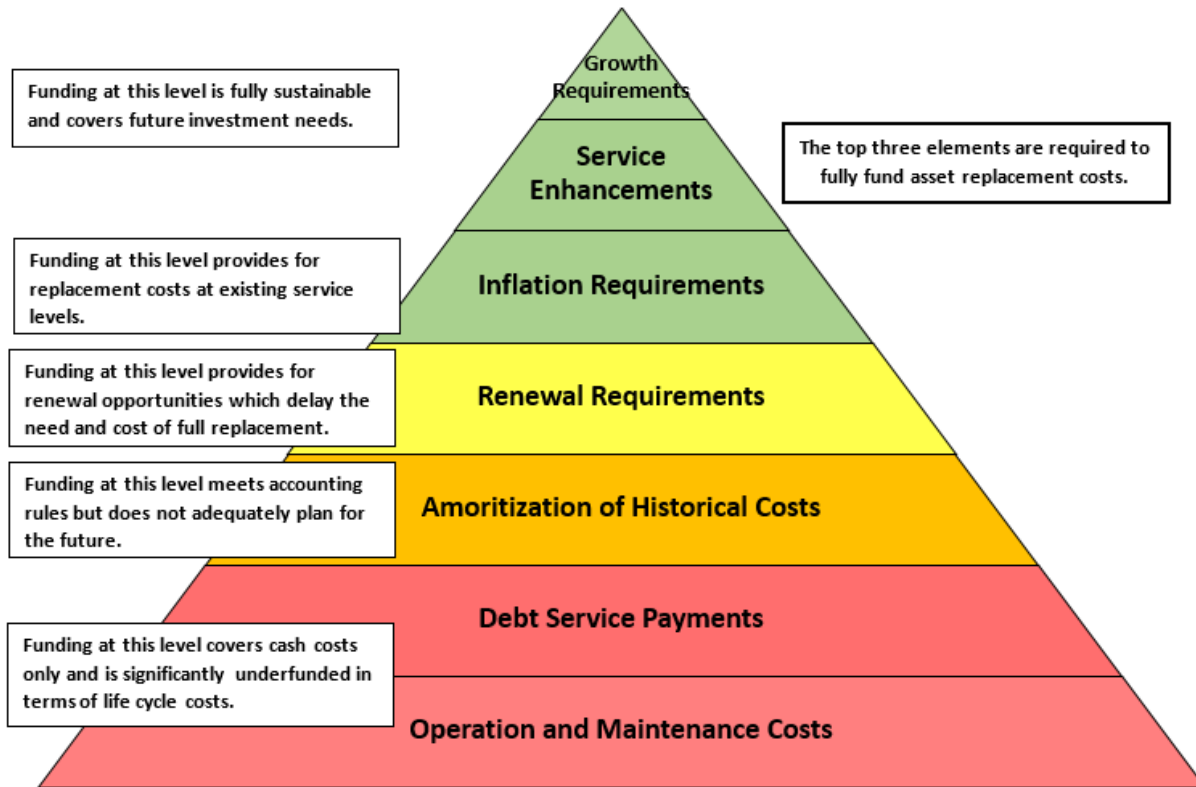 Growth
Requirements
Funding at this level is fully sustainable
and covers future investment needs.
The top three elements are required to
fully fund asset replacement costs.
Service
Enhancements
Funding at this level provides for
replacement costs at existing service
levels.
Inflation Requirements
Funding at this level provides for
renewal opportunities which delay the
need and cost of full replacement.
Renewal Requirements
Funding at this level meets accounting
rules but does not adequately plan for
the future.
Amoritization of Historical Costs
Debt Service Payments
Funding at this level covers cash costs
only and is significantly underfunded in
terms of life cycle costs.
Operation and Maintenance Costs